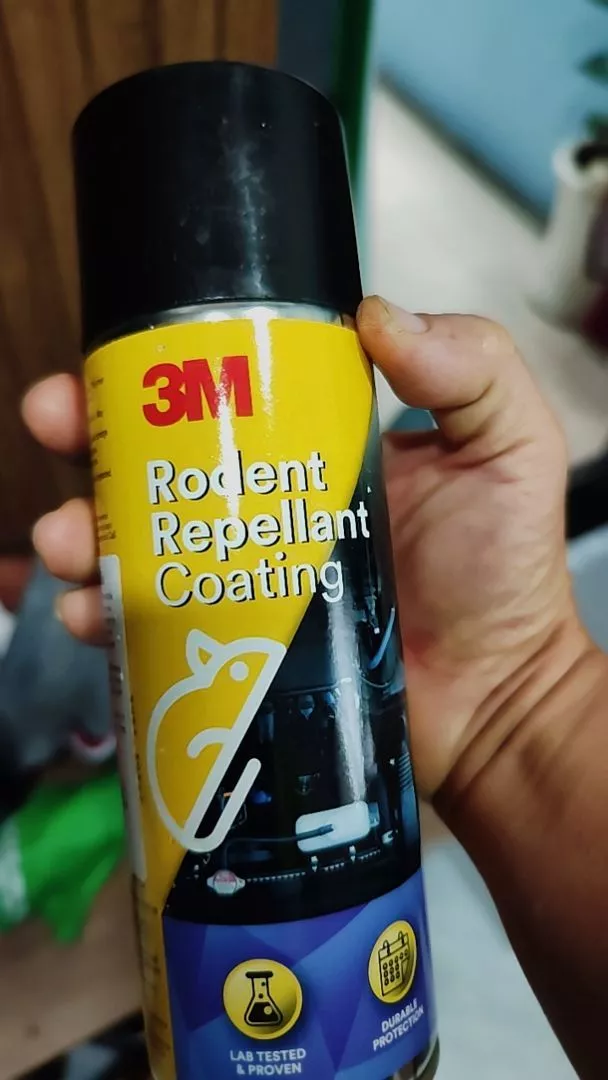 3M
Rodent
Repellant
Coating
LAB TESTED
& PROVEN
DURABLE
PROTECTION